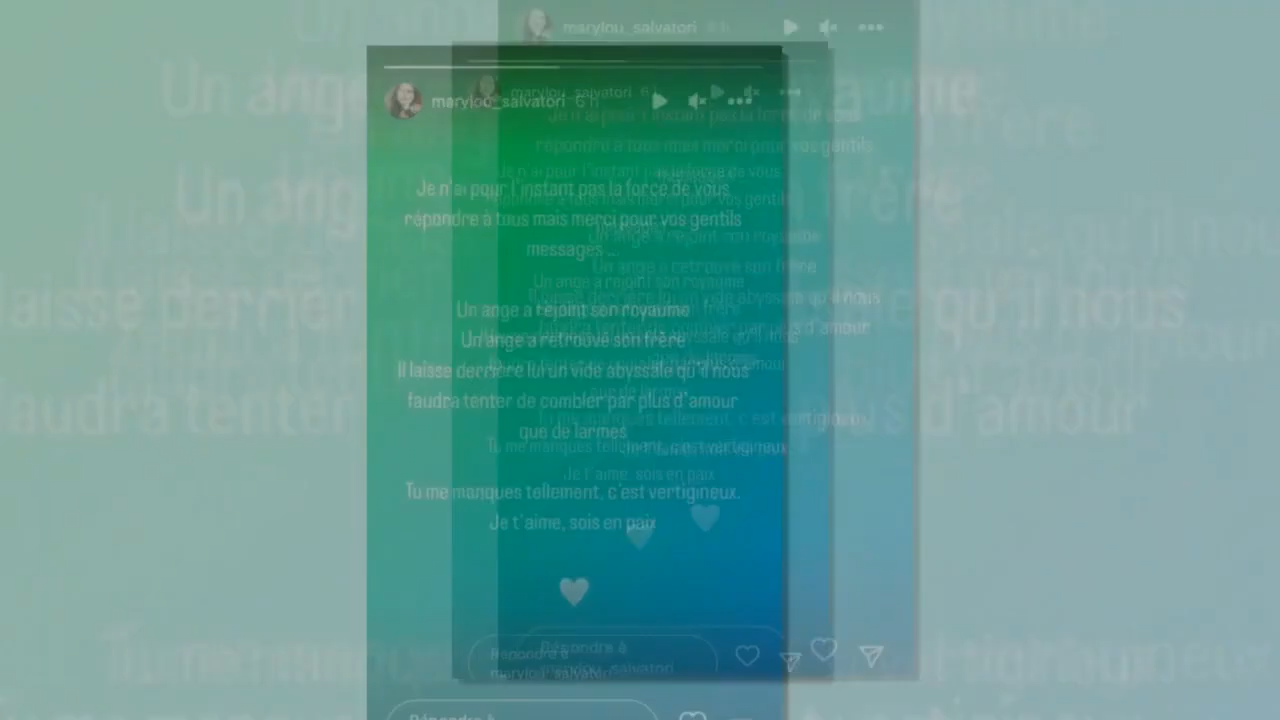 marylou_salvatori 6 h
Je n'ai pour l'instant pas la force de vous
répondre à tous mais merci pour vos gentils
messages ...
Un ange a rejoint son royaume
Un ange a retrouvé son frère
Il laisse derrière lui un vide abyssale qu'il nous
faudra tenter de combler par plus d'amour
que de larmes
Tu me manques tellement, c'est vertigineux.
Je t'aime, sois en paix
Répondre à
marylou_salvatori